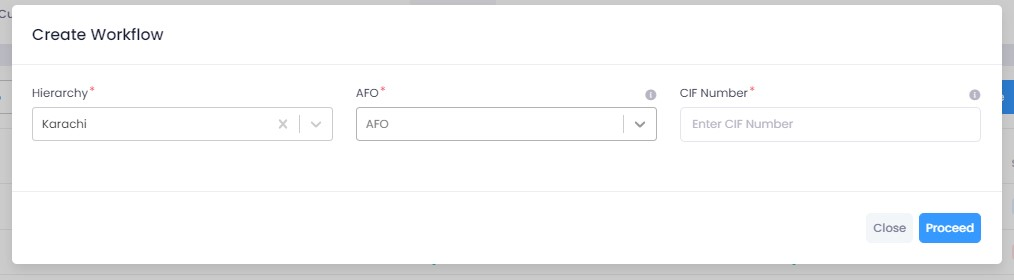 Create Workflow
Hierarchy*
AFO*
CIF Number*
Karachi
AFO
Enter CIF Number
Close
Proceed